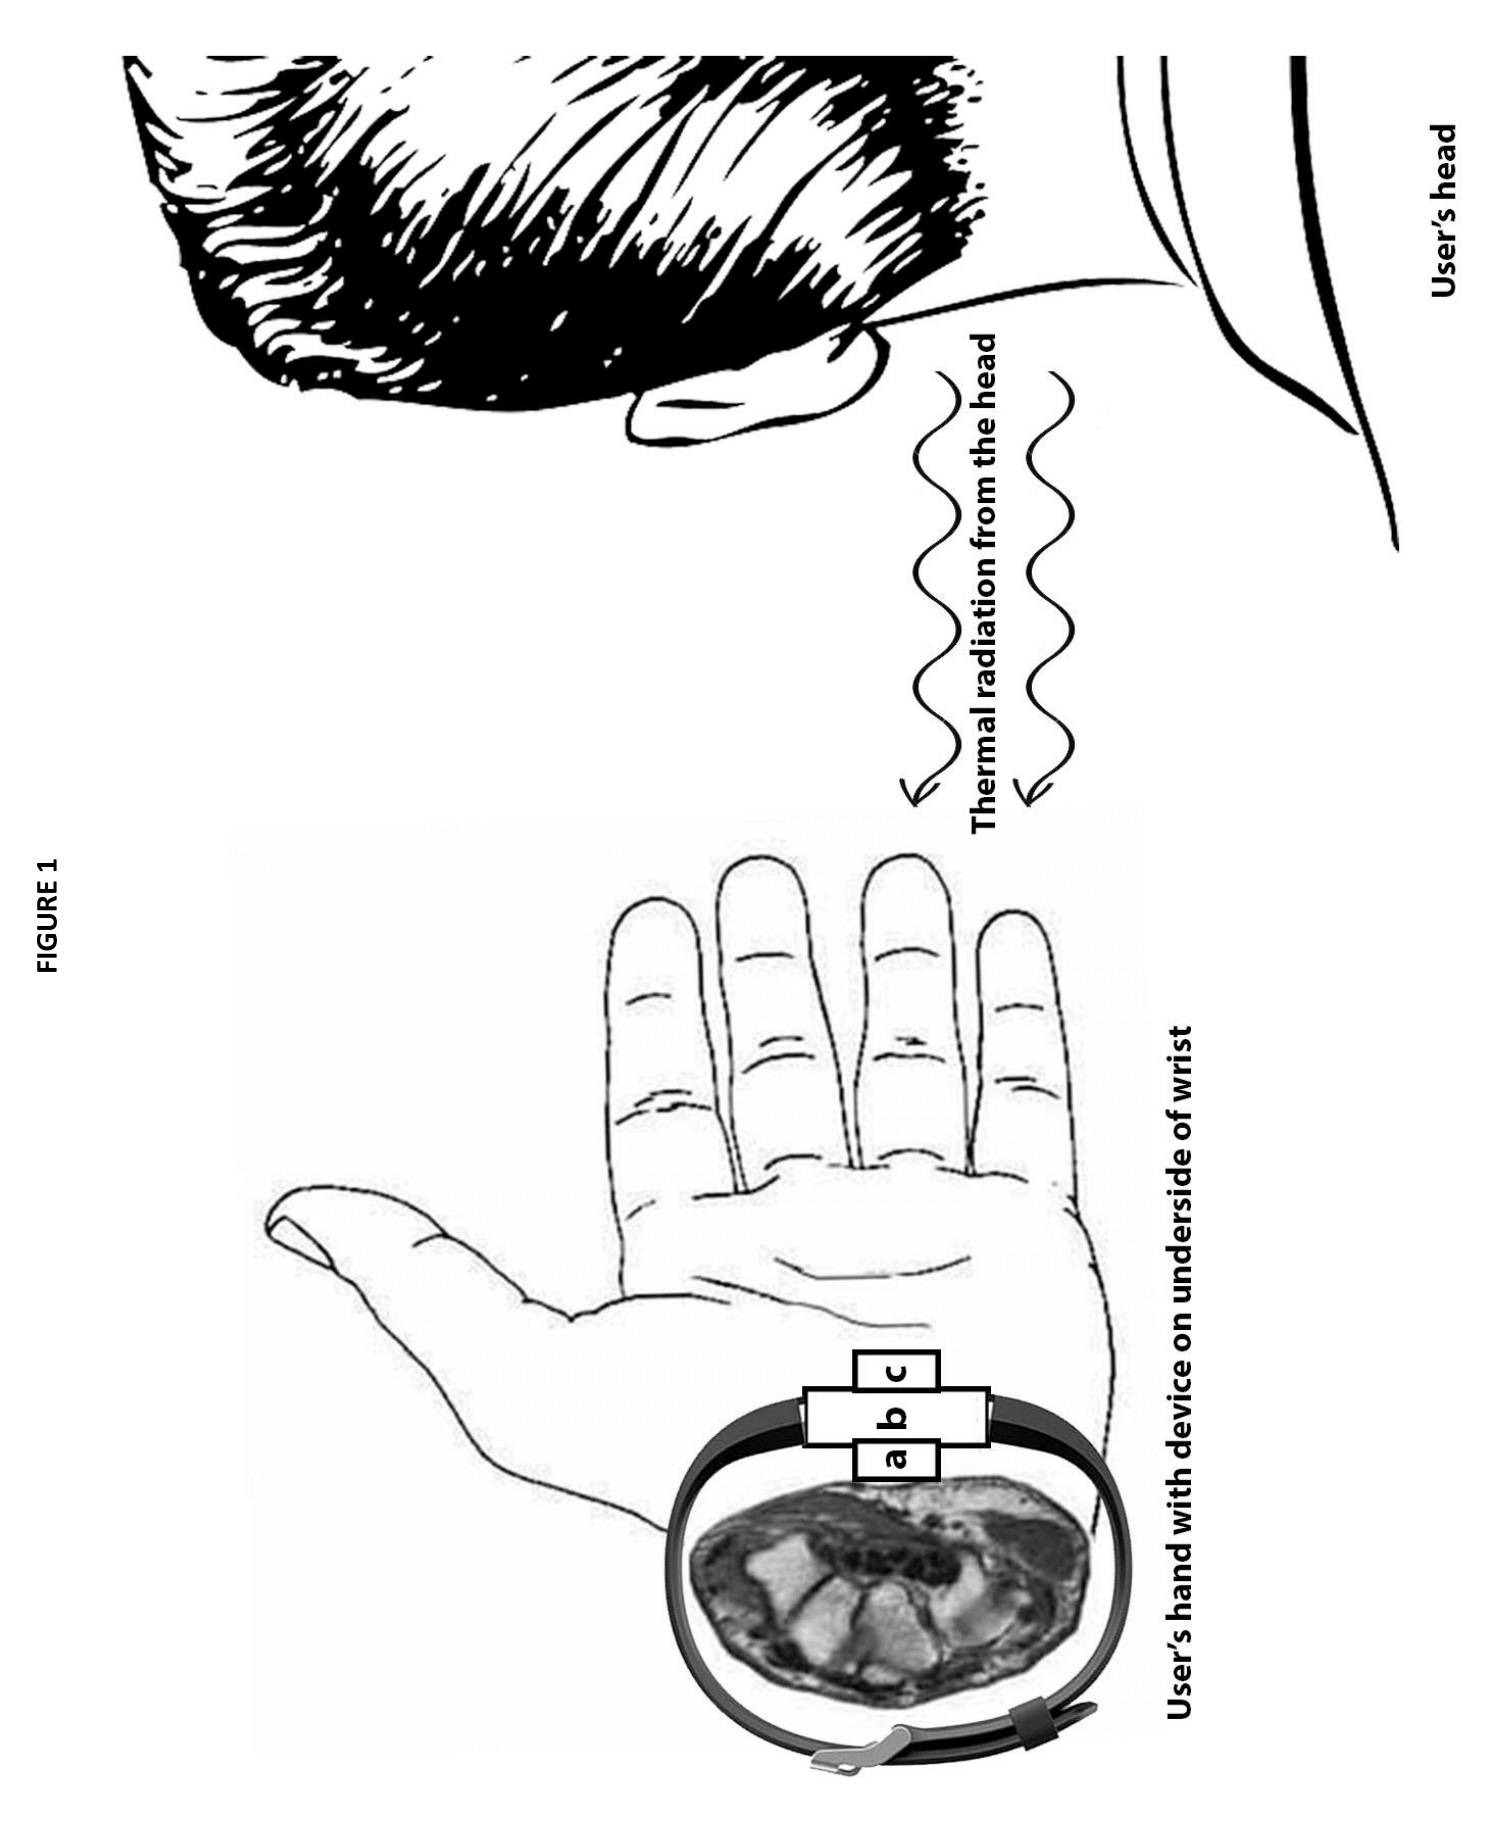 FIGURE 1
User's head
Thermal radiation from the head
c
b
a
User's hand with device on underside of wrist